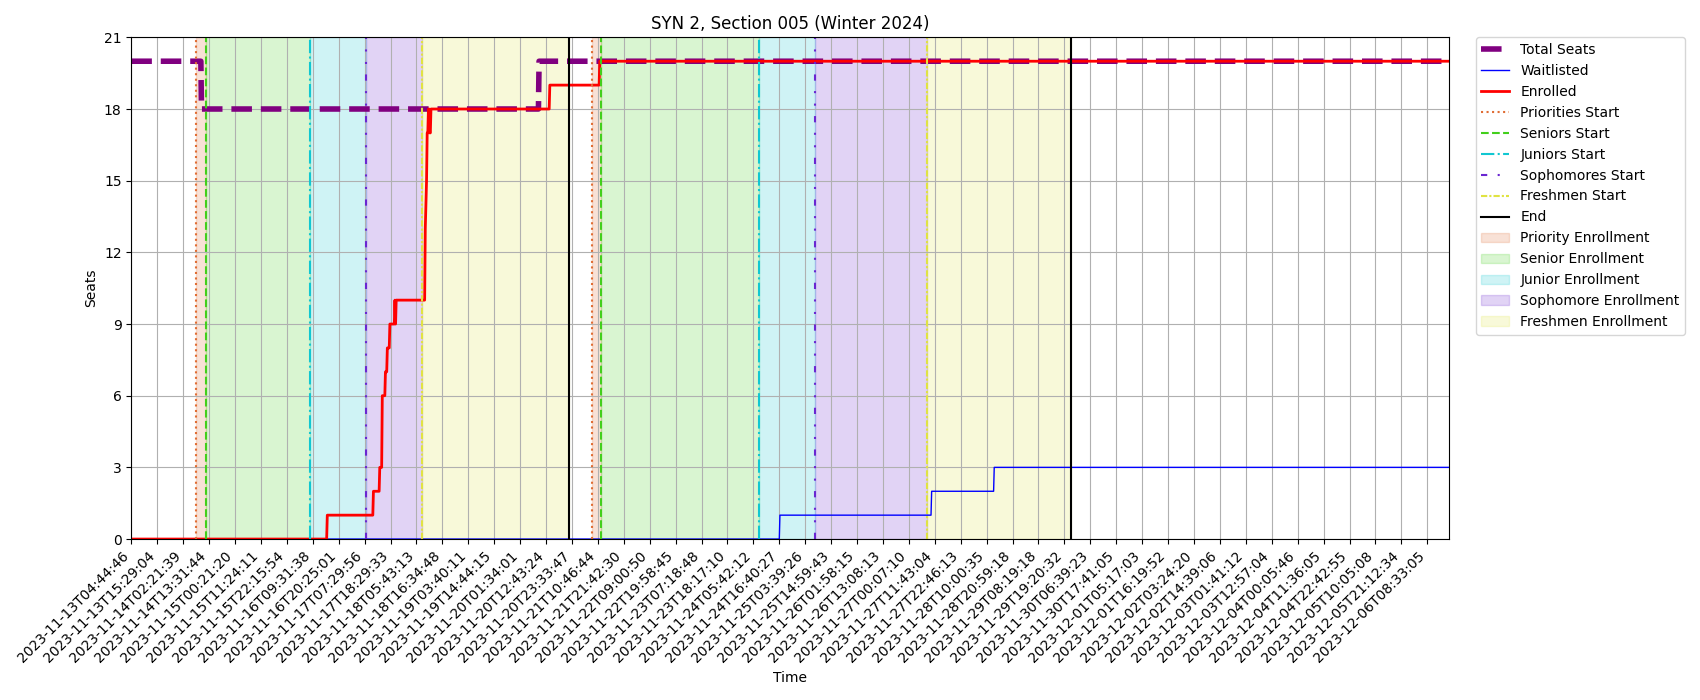 SYN 2, Section 005 (Winter 2024)
21
18
15
12
9
6
3
0
Seats
2023-11-13T04:44:46
2023-11-13T15:29:04
2023-11-14T02:21:39
2023-11-14T13:31:44
2023-11-15T00:21:20
2023-11-15T11:24:11
2023-11-15T22:15:54
2023-11-16T09:31:38
2023-11-16T20:25:01
2023-11-17T07:29:56
2023-11-17T18:29:33
2023-11-18T05:43:13
2023-11-18T16:34:48
2023-11-19T03:40:11
2023-11-19T14:44:15
2023-11-20T01:34:01
2023-11-20T12:43:24
2023-11-20T23:33:47
2023-11-21T10:46:44
2023-11-21T21:42:30
2023-11-22T09:00:50
2023-11-22T19:58:45
2023-11-23T07:18:48
2023-11-23T18:17:10
2023-11-24T05:42:12
2023-11-24T16:40:27
2023-11-25T03:39:26
2023-11-25T14:59:43
2023-11-26T01:58:15
2023-11-26T13:08:13
2023-11-27T00:07:10
2023-11-27T11:43:04
2023-11-27T22:46:13
2023-11-28T10:00:35
2023-11-28T20:59:18
2023-11-29T08:19:18
2023-11-29T19:20:32
2023-11-30T06:39:23
2023-11-30T17:41:05
2023-12-01T05:17:03
2023-12-01T16:19:52
2023-12-02T03:24:20
2023-12-02T14:39:06
2023-12-03T01:41:12
2023-12-03T12:57:04
2023-12-04T00:05:46
2023-12-04T11:36:05
2023-12-04T22:42:55
2023-12-05T10:05:08
2023-12-05T21:12:34
2023-12-06T08:33:05
Time
Total Seats
Waitlisted
Enrolled
Priorities Start
Seniors Start
Juniors Start
Sophomores Start
Freshmen Start
End
Priority Enrollment
Senior Enrollment
Junior Enrollment
Sophomore Enrollment
Freshmen Enrollment